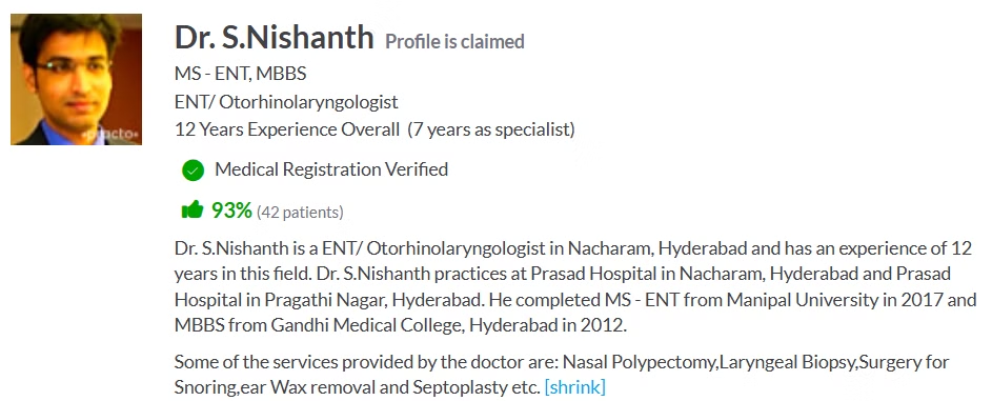 Dr. S.Nishanth Profile is claimed
MS - ENT, MBBS
ENT/ Otorhinolaryngologist
12 Years Experience Overall (7 years as specialist)
Medical Registration Verified
93% (42 patients)
Dr. S.Nishanth is a ENT/ Otorhinolaryngologist in Nacharam, Hyderabad and has an experience of 12
years in this field. Dr. S.Nishanth practices at Prasad Hospital in Nacharam, Hyderabad and Prasad
Hospital in Pragathi Nagar, Hyderabad. He completed MS - ENT from Manipal University in 2017 and
MBBS from Gandhi Medical College, Hyderabad in 2012.
Some of the services provided by the doctor are: Nasal Polypectomy,Laryngeal Biopsy,Surgery for
Snoring,ear Wax removal and Septoplasty etc. [shrink]
•practo•